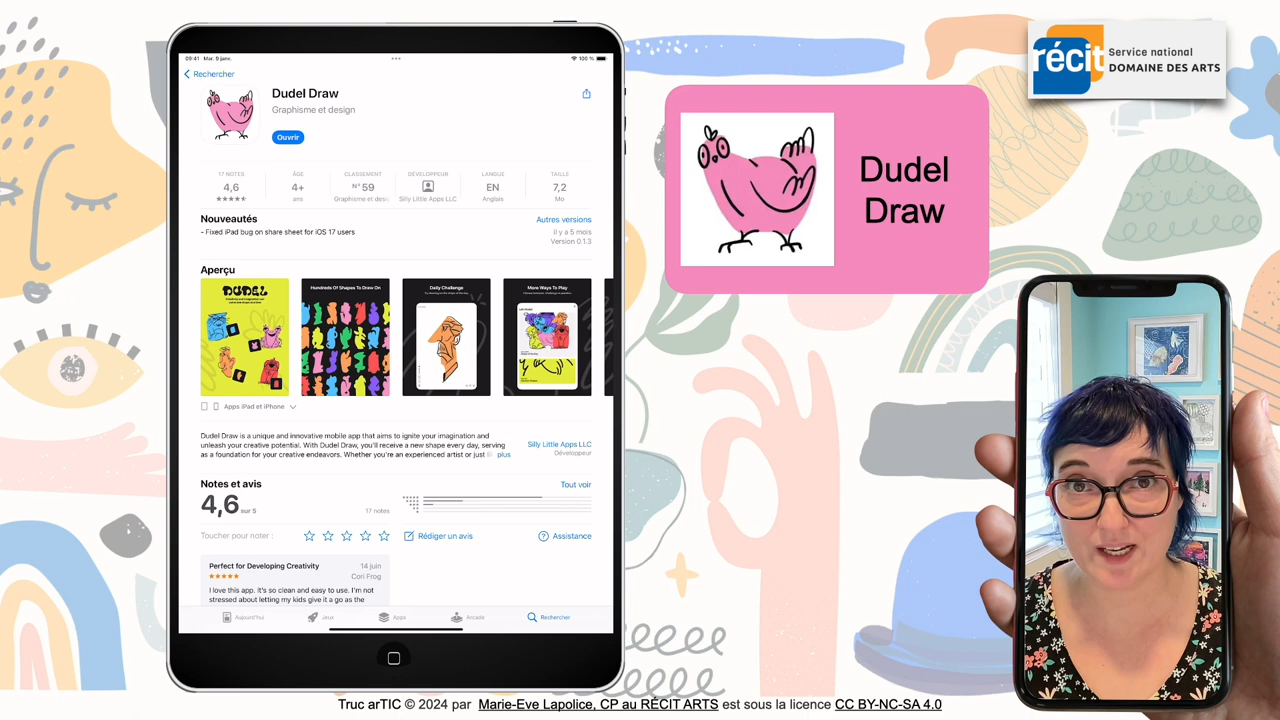 09:41 Mar. 9 janv.
100 %
Rechercher
Dudel Draw
Graphisme et design
Ouvrir
17 NOTES
4,6
ÂGE
4+
ans
CLASSEMENT
N° 59
Graphisme et
DÉVELOPPEUR
Silly Little Apps LLC
LANGUE
EN
Anglais
TAILLE
7,2
Mo
Nouveautés
Autres versions
- Fixed iPad bug on share sheet for iOS 17 users
Il y a 5 mois
Version 0.1.3
Aperçu
DUDEL
Hundreds Of Shapes To Draw On
Daily Challenge
More Ways To Play
Apps iPad et iPhone
Dudel Draw is a unique and innovative mobile app that aims to ignite your imagination and
unleash your creative potential. With Dudel Draw, you'll receive a new shape every day, serving
as a foundation for your creative endeavors. Whether you're an experienced artist or just
plus
Silly Little Apps LLC
Développeur
Notes et avis
Tout voir
4,6 sur 5
17 notes
Toucher pour noter :
Rédiger un avis
Assistance
Perfect for Developing Creativity
14 juin
Cori Frog
I love this app. It's so clean and easy to use. I'm not
stressed about letting my kids give it a go as the
Aujourd'hui
Jeux
Apps
Arcade
Rechercher
Dudel
Draw
récit
Service national
DOMAINE DES ARTS
Truc arTIC © 2024 par Marie-Eve Lapolice, CP au RÉCIT ARTS est sous la licence CC BY-NC-SA 4.0